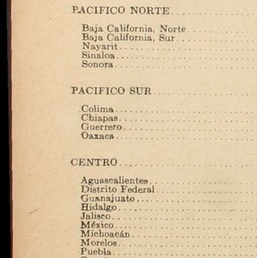 PACIFICO NORTE
Baja California, Norte
Baja California, Sur
Nayarit
Sinaloa
Sonora
PACIFICO SUR
Colima
Chiapas
Guerrero
Oaxaca
CENTRO
Aguascalientes
Distrito Federal
Guanajuato
Hidalgo
Jalisco
México
Michoacán
Morelos
Puebla